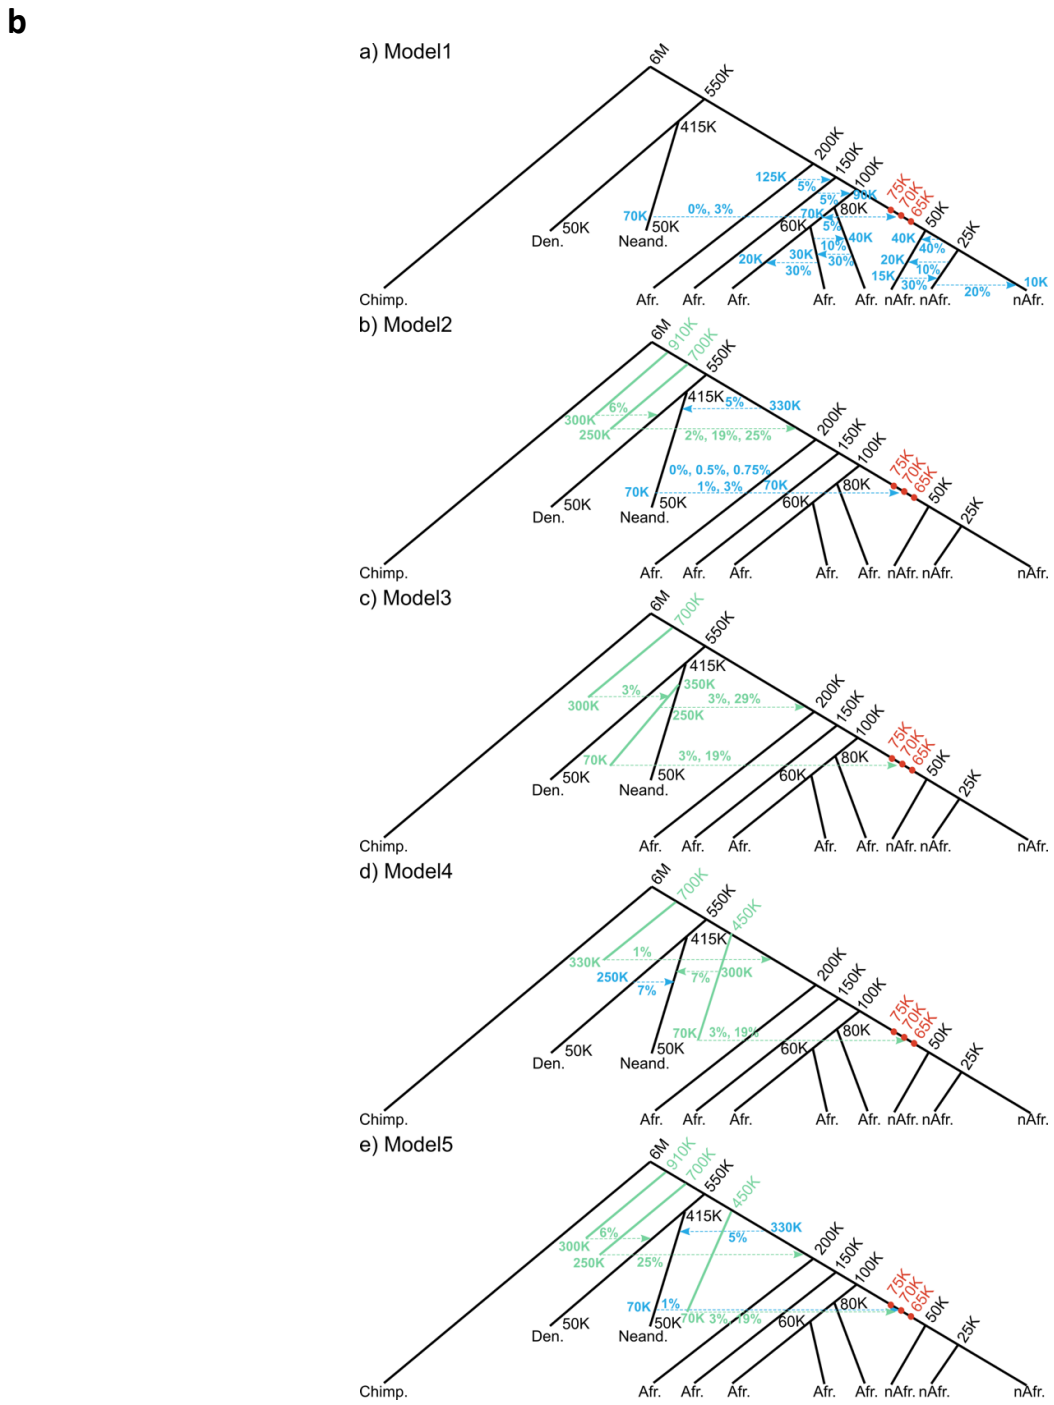 b
a) Model1
6M
550K
415K
200K
150K
100K
125K
5%
5%
90K
75K
70K
65K
70K
0%, 3%
70K
80K
5%
60K
50K
50K
50K
Den.
Neand.
40K
10%
30K
30%
20K
30%
40K
40%
20K
10%
15K
30%
25K
20%
10K
Chimp.
Afr.
Afr.
Afr.
Afr.
Afr.
nAfr.
nAfr.
nAfr.
b) Model2
6M
910K
700K
550K
415K
5%
330K
6%
300K
250K
2%, 19%, 25%
200K
150K
100K
0%, 0.5%, 0.75%
1%, 3%
70K
70K
75K
70K
65K
80K
60K
50K
50K
50K
25K
Den.
Neand.
Chimp.
Afr.
Afr.
Afr.
Afr.
Afr.
nAfr.
nAfr.
nAfr.
c) Model3
6M
700K
550K
415K
350K
3%
300K
3%, 29%
250K
200K
150K
100K
70K
3%, 19%
75K
70K
65K
80K
60K
50K
50K
50K
25K
Den.
Neand.
Chimp.
Afr.
Afr.
Afr.
Afr.
Afr.
nAfr.
nAfr.
nAfr.
d) Model4
6M
700K
550K
450K
415K
1%
330K
250K
7%
7%
300K
200K
150K
100K
70K
3%, 19%
75K
70K
65K
80K
60K
50K
50K
50K
25K
Den.
Neand.
Chimp.
Afr.
Afr.
Afr.
Afr.
Afr.
nAfr.
nAfr.
nAfr.
e) Model5
6M
910K
700K
550K
450K
415K
330K
5%
6%
300K
250K
25%
200K
150K
100K
70K
1%
70K
3%, 19%
75K
70K
65K
80K
60K
50K
50K
50K
25K
Den.
Neand.
Chimp.
Afr.
Afr.
Afr.
Afr.
Afr.
nAfr.
nAfr.
nAfr.